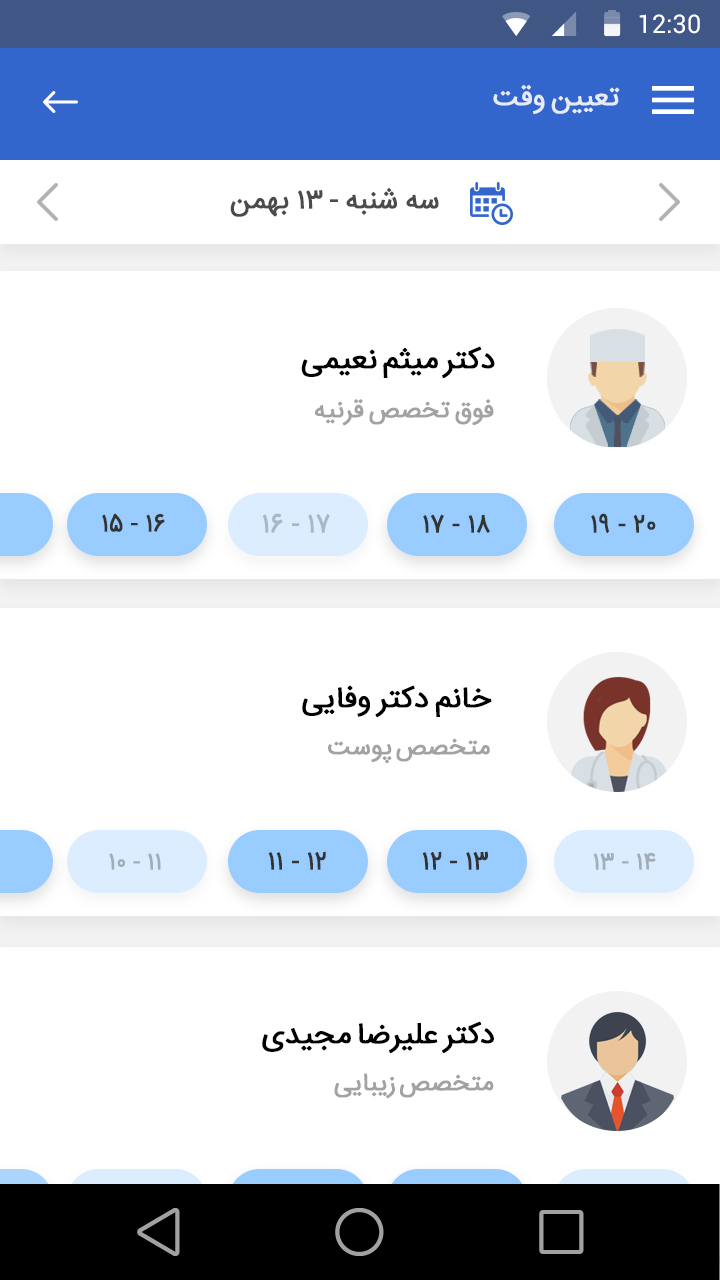 12:30
تعیین وقت
سه شنبه - ۱۳ بهمن
دکتر میثم نعیمی
فوق تخصص قرنیه
۱۹ - ۲۰
۱۷ - ۱۸
۱۶ - ۱۷
۱۵ - ۱۶
خانم دکتر وفایی
متخصص پوست
۱۳ - ۱۴
۱۲ - ۱۳
۱۱ - ۱۲
۱۰ - ۱۱
دکتر علیرضا مجیدی
متخصص زیبایی